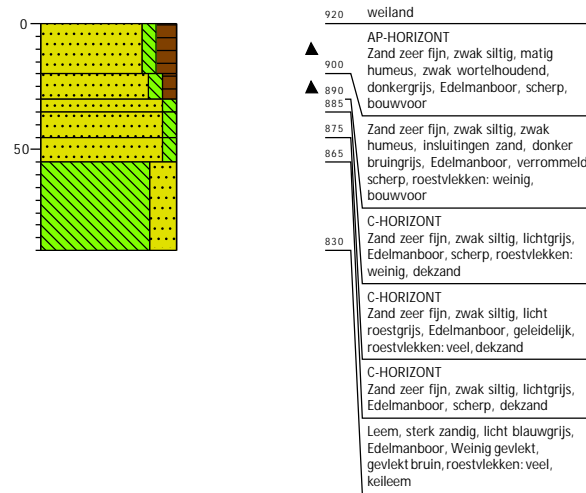 0
50
920
900
890
885
875
865
830
weiland
AP-HORIZONT
Zand zeer fijn, zwak siltig, matig
humeus, zwak wortelhoudend,
donkergrijs, Edelmanboor, scherp,
bouwvoor
Zand zeer fijn, zwak siltig, zwak
humeus, insluitingen zand, donker
bruingrijs, Edelmanboor, verrommeld
scherp, roestvlekken: weinig,
bouwvoor
C-HORIZONT
Zand zeer fijn, zwak siltig, lichtgrijs,
Edelmanboor, scherp, roestvlekken:
weinig, dekzand
C-HORIZONT
Zand zeer fijn, zwak siltig, licht
roestgrijs, Edelmanboor, geleidelijk,
roestvlekken: veel, dekzand
C-HORIZONT
Zand zeer fijn, zwak siltig, lichtgrijs,
Edelmanboor, scherp, dekzand
Leem, sterk zandig, licht blauwgrijs,
Edelmanboor, Weinig gevlekt,
gevlekt bruin, roestvlekken: veel,
keileem